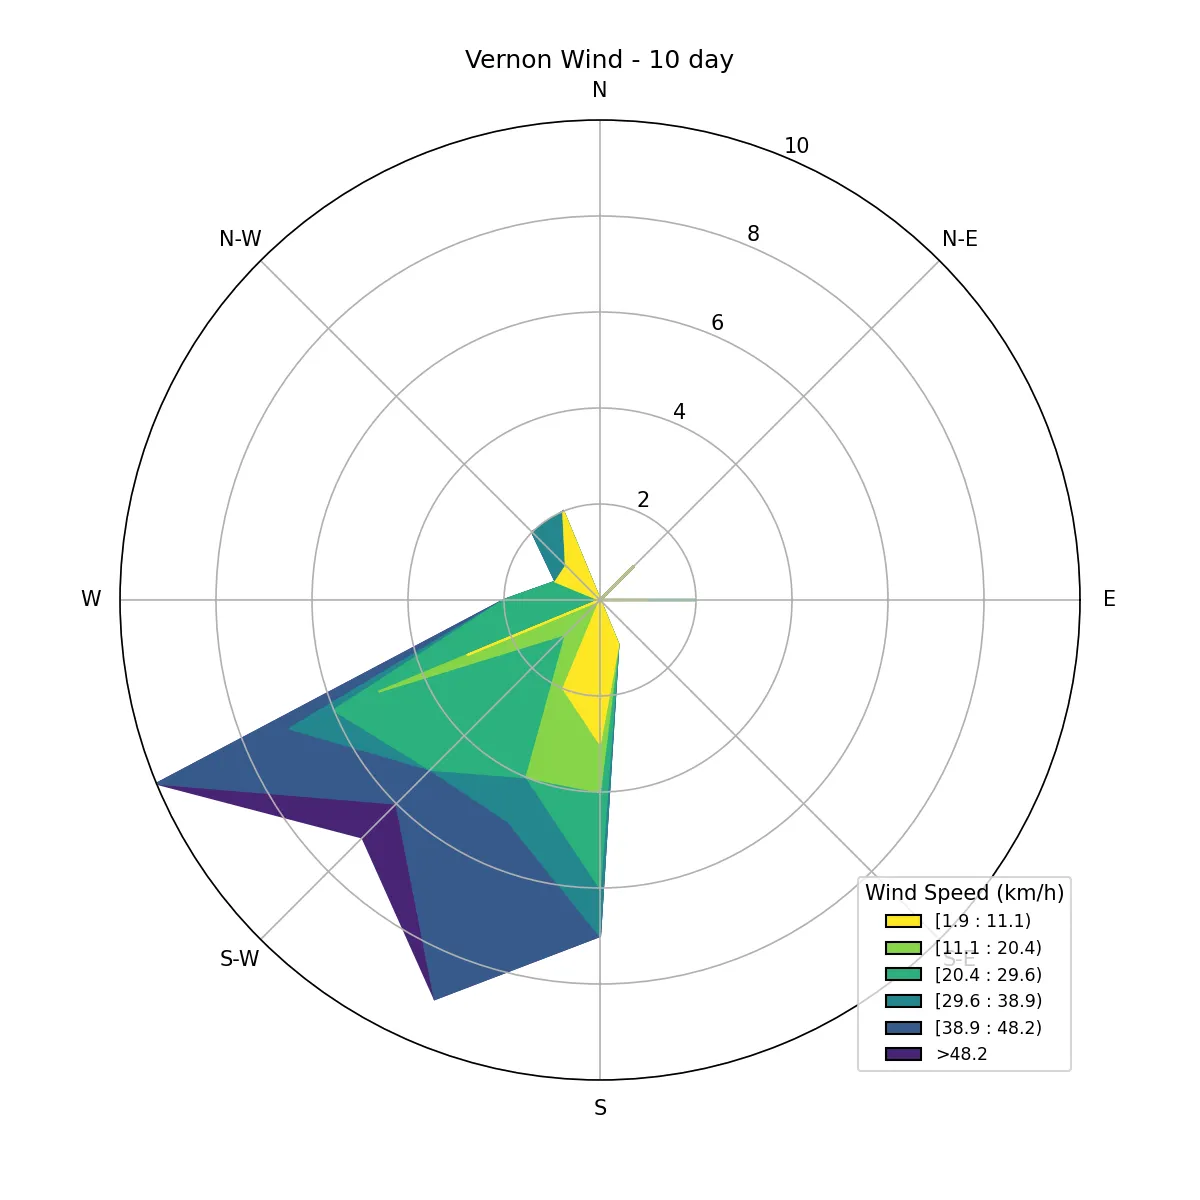 Vernon Wind - 10 day
N
10
N-W
N-E
8
6
4
2
W
E
S-W
S-E
S
Wind Speed (km/h)
[1.9 : 11.1)
[11.1 : 20.4)
[20.4 : 29.6)
[29.6 : 38.9)
[38.9 : 48.2)
>48.2